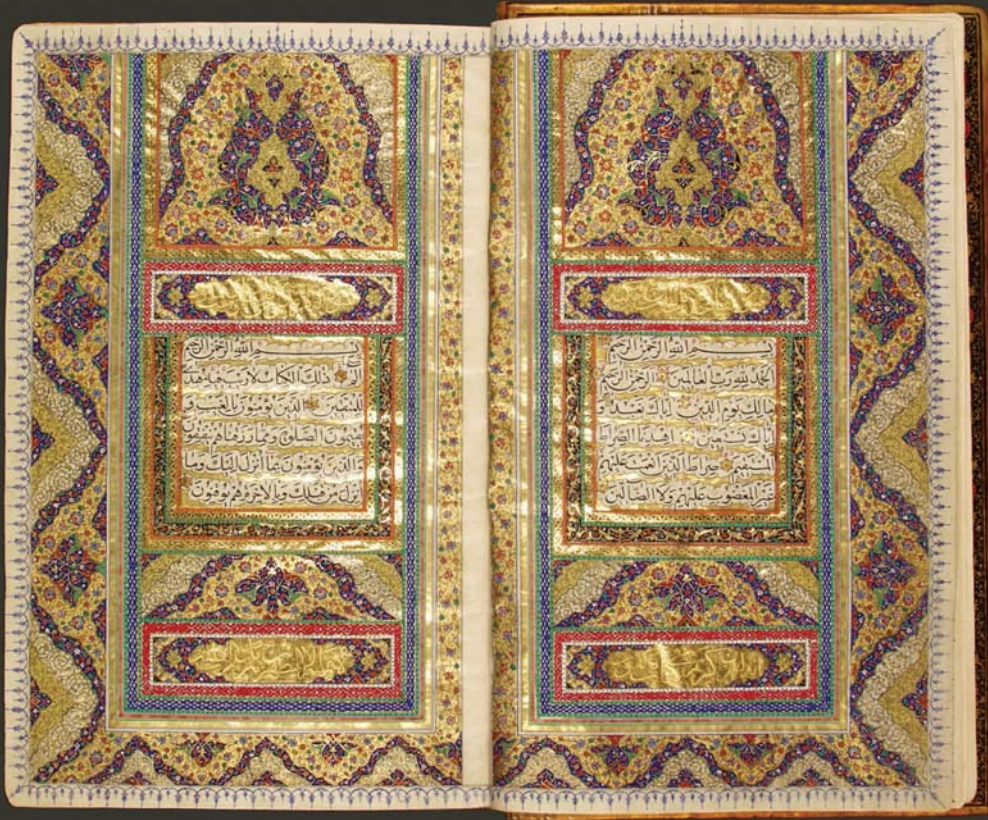 بسم الله الرحمن الرحيم
الحمد لله رب العالمين الرحمن الرحيم
مالك يوم الدين اياك نعبد و
اياك نستعين اهدنا الصراط
المستقيم صراط الذين انعمت عليهم
غير المغضوب عليهم ولا الضالين
بسم الله الرحمن الرحيم
الم ذلك الكتاب لا ريب فيه هدى
للمتقين الذين يؤمنون بالغيب و
يقيمون الصلوة ومما رزقناهم ينفقون
والذين يؤمنون بما انزل اليك وما
انزل من قبلك وبالاخرة هم يوقنون